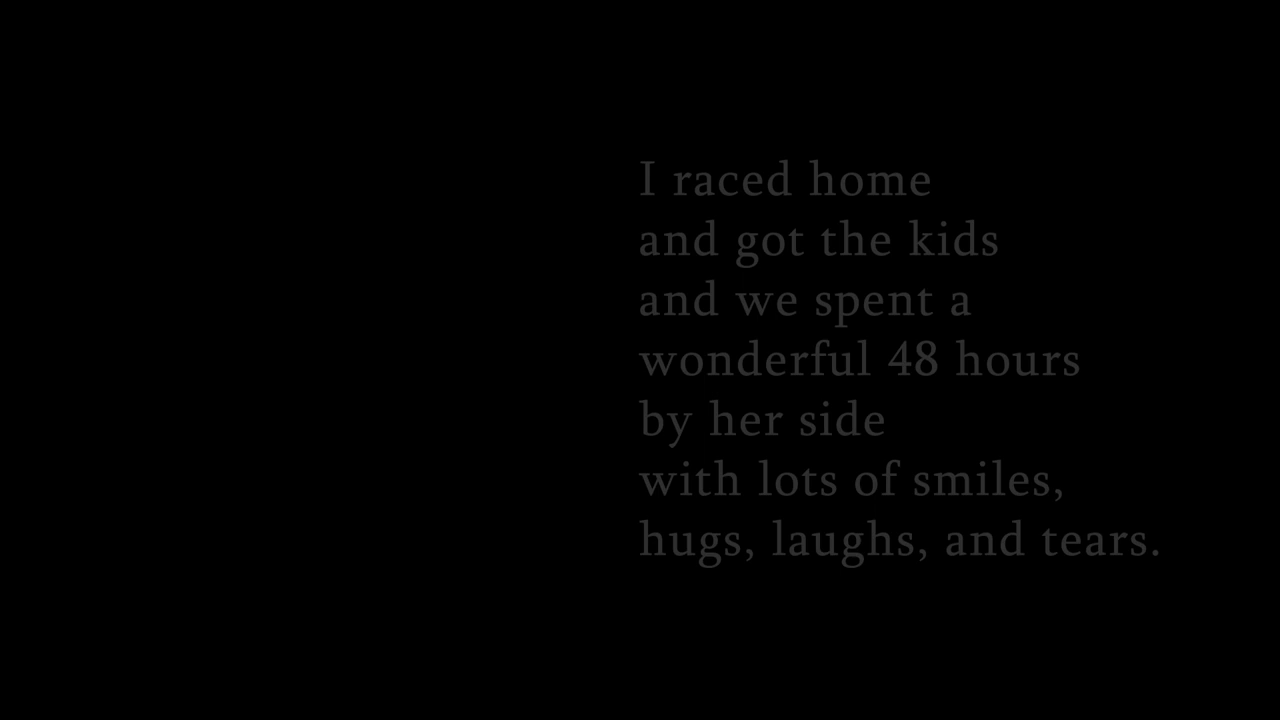 I raced home
and got the kids
and we spent a
wonderful 48 hours
by her side
with lots of smiles,
hugs, laughs, and tears.